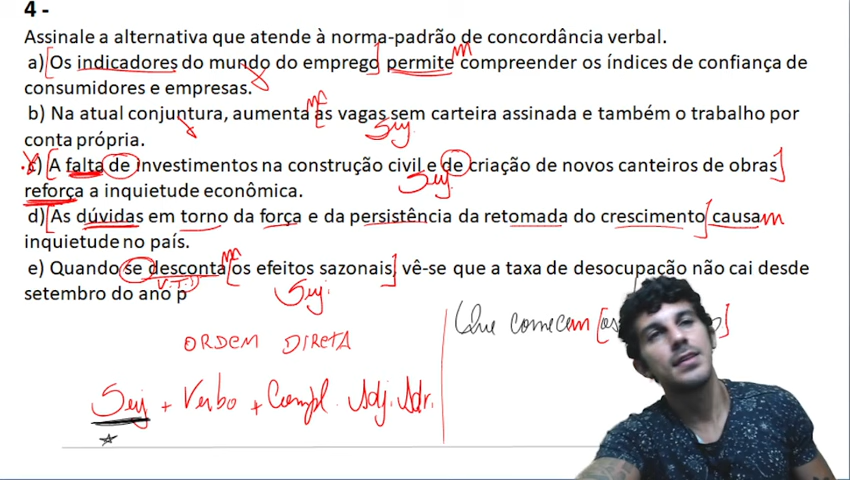 4 -
Assinale a alternativa que atende à norma-padrão de concordância verbal.
a) [Os indicadores do mundo do emprego] permite m compreender os índices de confiança de
consumidores e empresas.
b) Na atual conjuntura, aumenta m [as vagas sem carteira assinada e também o trabalho por
Suj.
conta própria.
c) [A falta de investimentos na construção civil e de criação de novos canteiros de obras]
Suj.
reforça a inquietude econômica.
d) [As dúvidas em torno da força e da persistência da retomada do crescimento] causam
inquietude no país.
e) Quando se desconta m [os efeitos sazonais], vê-se que a taxa de desocupação não cai desde
V.T.D
Suj.
setembro do ano p
ORDEM DIRETA
Suj + Verbo + Compl. Adj. Adv.
Que comecem [os